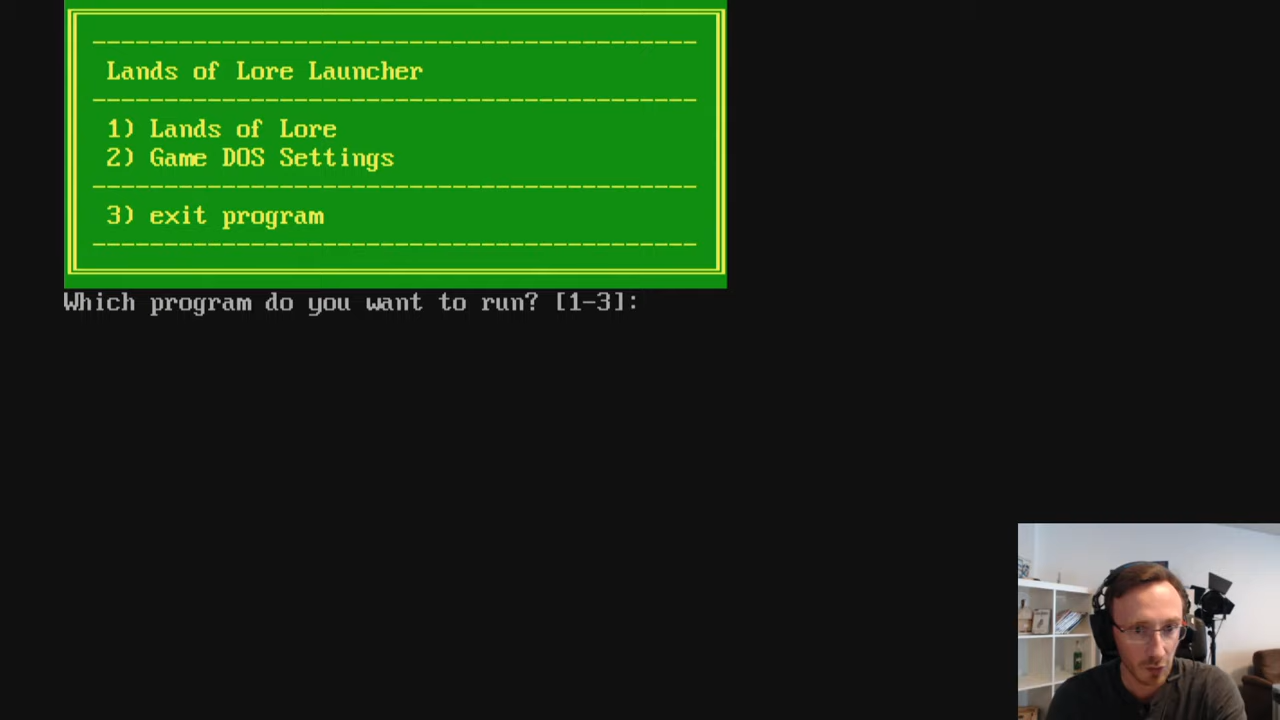 Lands of Lore Launcher
1) Lands of Lore
2) Game DOS Settings
3) exit program
Which program do you want to run? [1-3]: